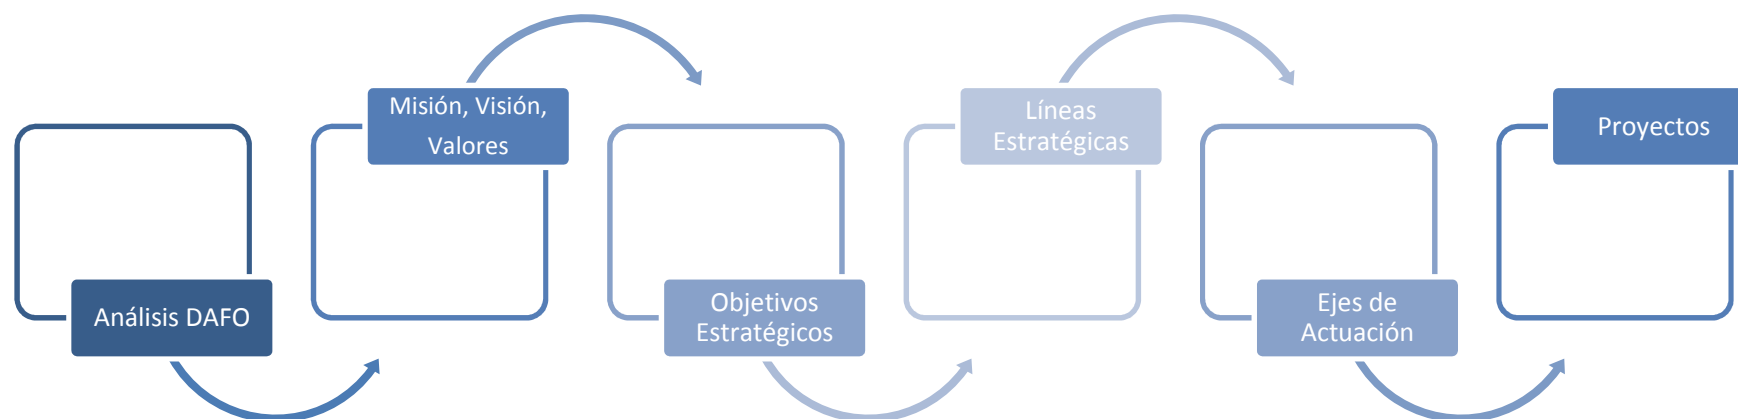 Análisis DAFO
Misión, Visión,
Valores
Objetivos
Estratégicos
Líneas
Estratégicas
Ejes de
Actuación
Proyectos